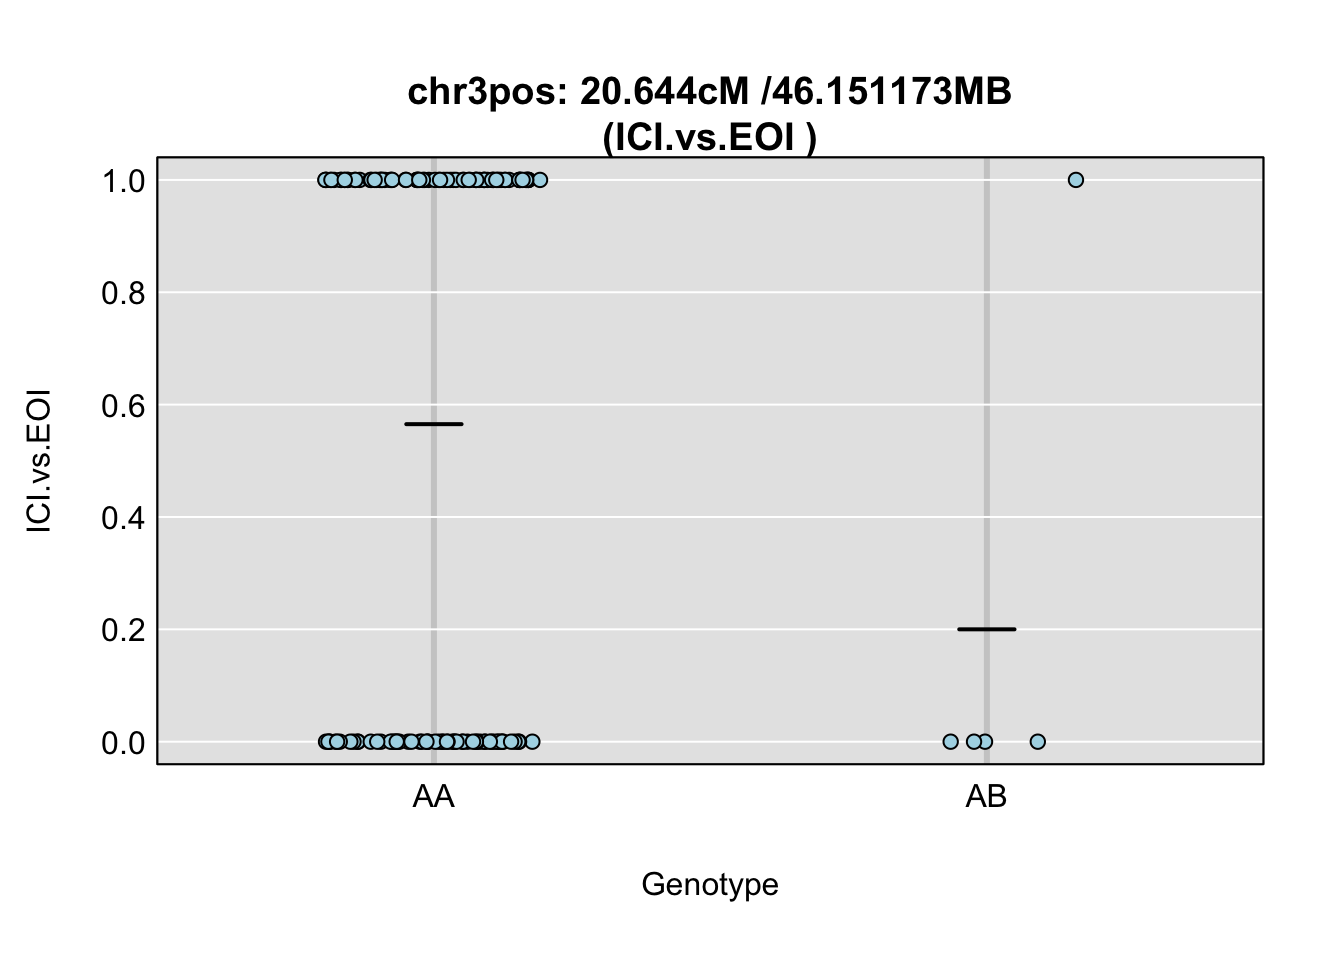 chr3pos: 20.644cM /46.151173MB
(ICI.vs.EOI )
1.0
0.8
0.6
0.4
0.2
0.0
ICI.vs.EOI
AA
AB
Genotype